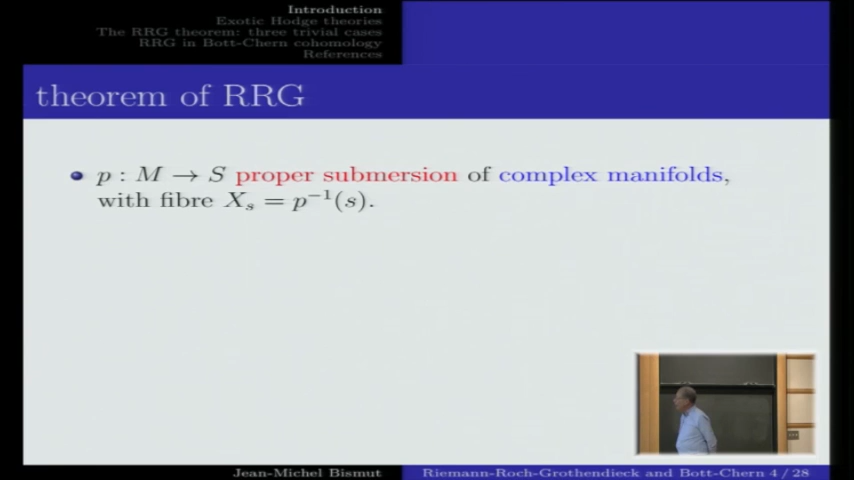 Introduction
Exotic Hodge theories
The RRG theorem: three trivial cases
RRG in Bott-Chern cohomology
References
theorem of RRG
p : M → S proper submersion of complex manifolds,
with fibre Xₛ = p⁻¹(s).
Jean-Michel Bismut
Riemann-Roch-Grothendieck and Bott-Chern 4 / 28